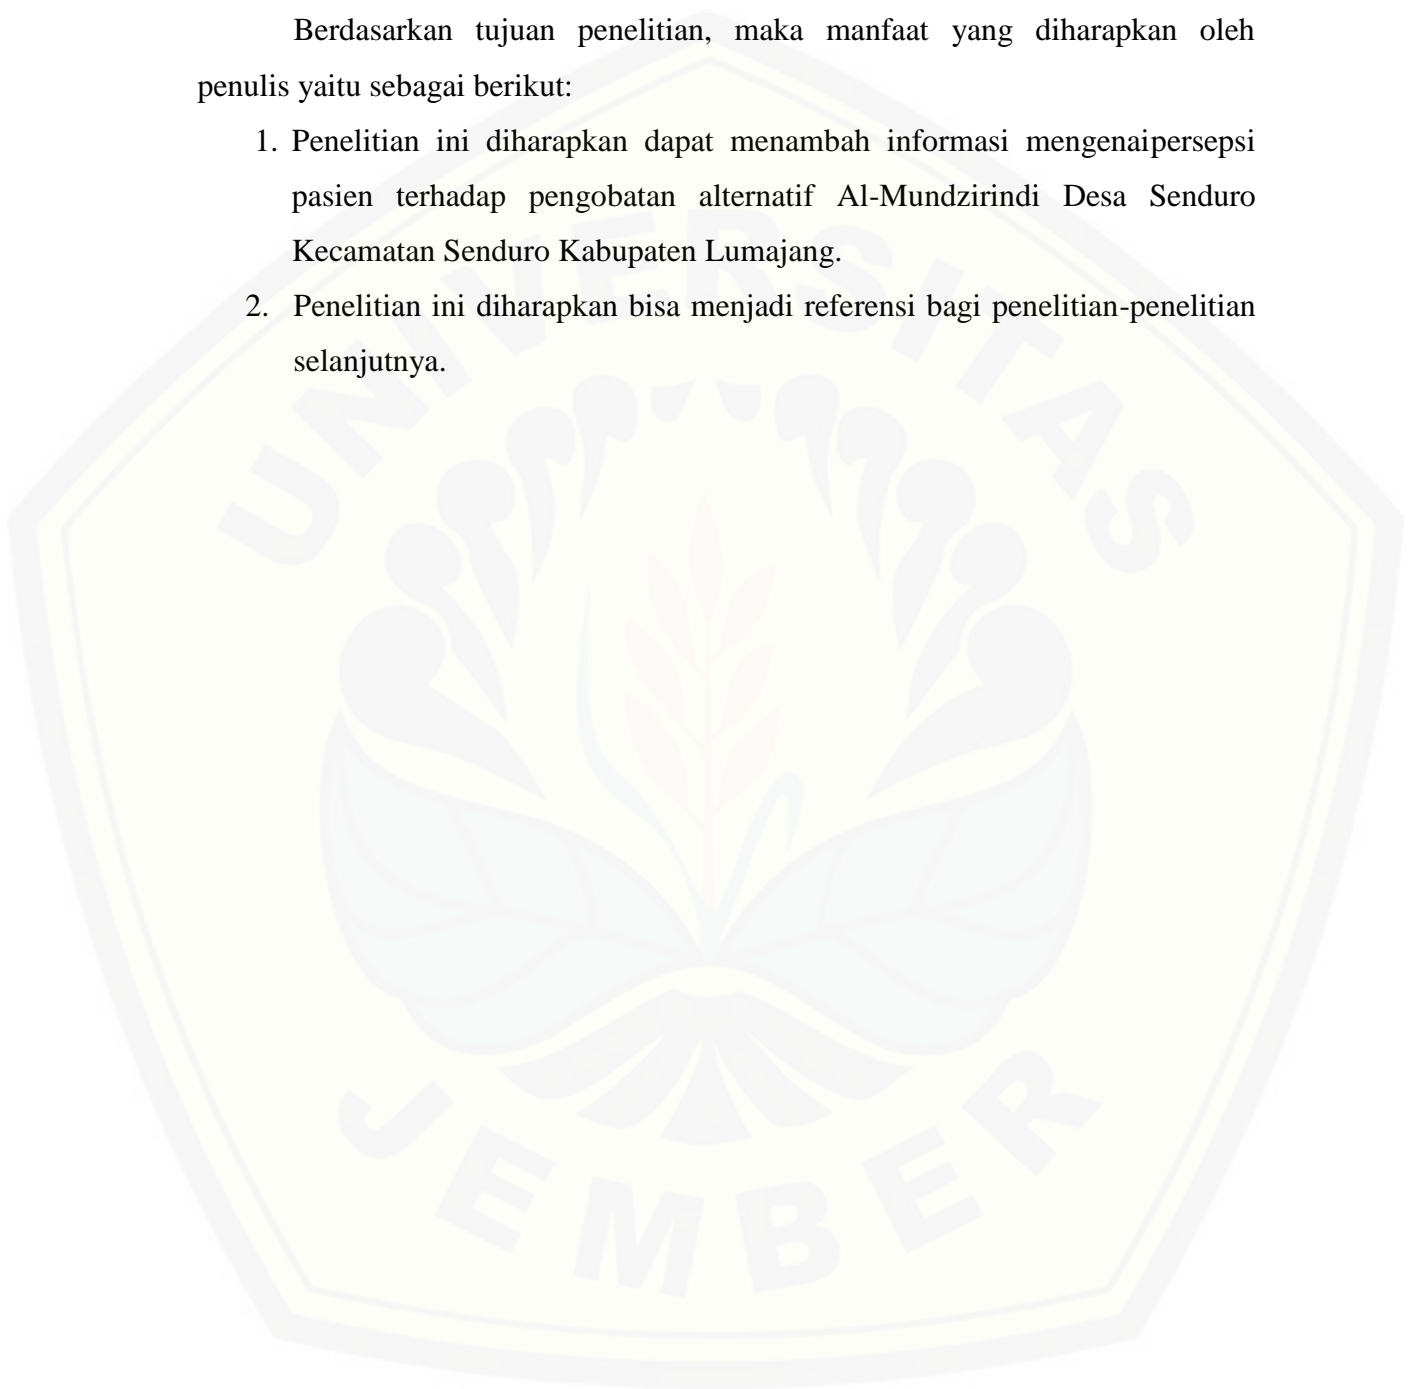 Berdasarkan tujuan penelitian, maka manfaat yang diharapkan oleh
penulis yaitu sebagai berikut:
1. Penelitian ini diharapkan dapat menambah informasi mengenaipersepsi
pasien terhadap pengobatan alternatif Al-Mundzirindi Desa Senduro
Kecamatan Senduro Kabupaten Lumajang.
2. Penelitian ini diharapkan bisa menjadi referensi bagi penelitian-penelitian
selanjutnya.
UNIVERSITAS
JEMBER